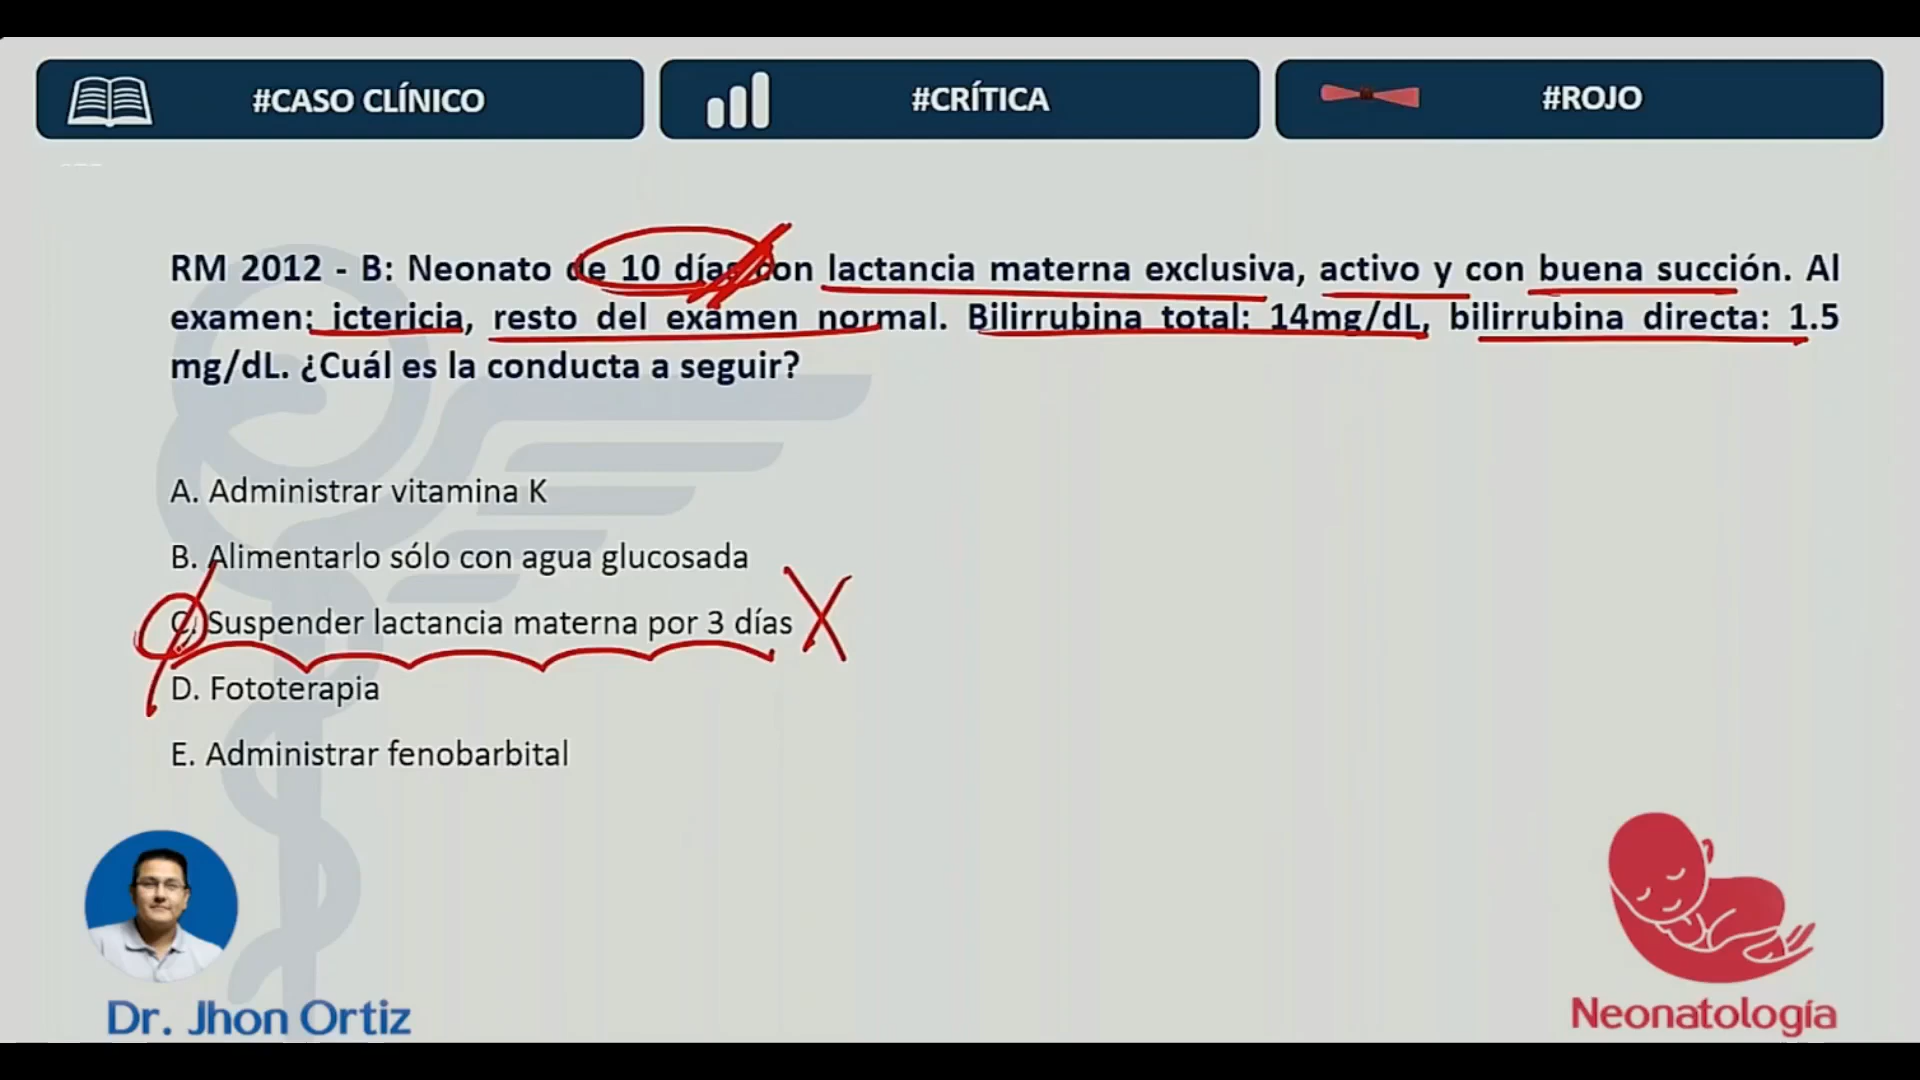 #CASO CLÍNICO
#CRÍTICA
#ROJO
RM 2012 - B: Neonato de 10 días con lactancia materna exclusiva, activo y con buena succión. Al
examen: ictericia, resto del examen normal. Bilirrubina total: 14mg/dL, bilirrubina directa: 1.5
mg/dL. ¿Cuál es la conducta a seguir?
A. Administrar vitamina K
B. Alimentarlo sólo con agua glucosada
C. Suspender lactancia materna por 3 días
D. Fototerapia
E. Administrar fenobarbital
Dr. Jhon Ortiz
Neonatología